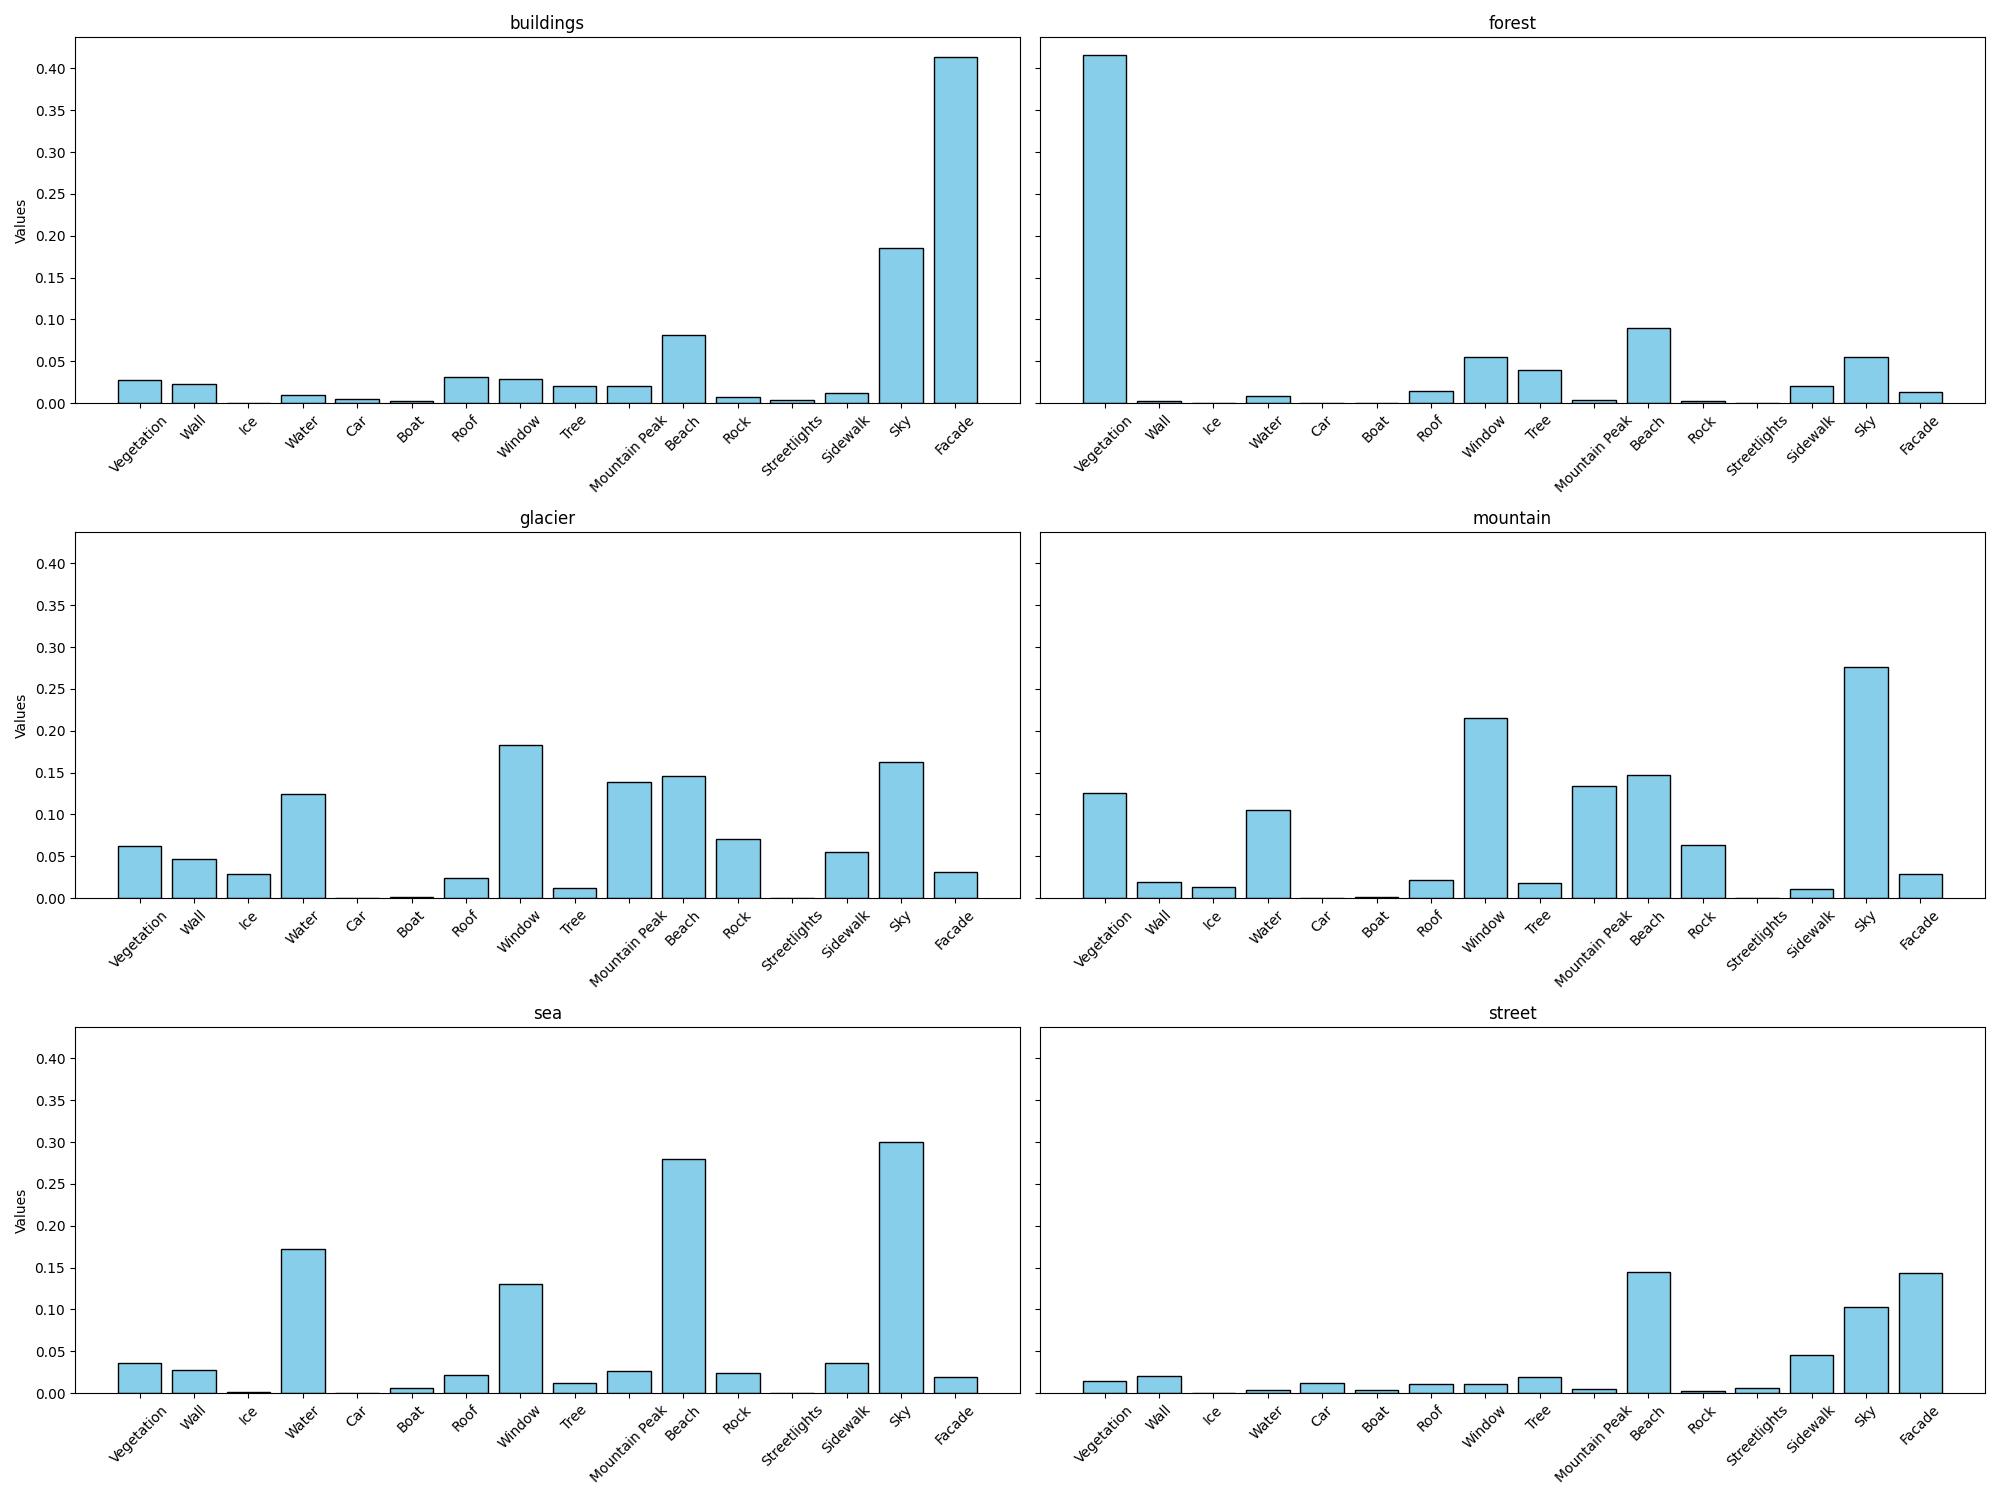 buildings
forest
Values
0.40
0.35
0.30
0.25
0.20
0.15
0.10
0.05
0.00
Vegetation Wall Ice Water Car Boat Roof Window Tree Mountain Peak Beach Rock Streetlights Sidewalk Sky Facade
Vegetation Wall Ice Water Car Boat Roof Window Tree Mountain Peak Beach Rock Streetlights Sidewalk Sky Facade
glacier
mountain
Values
0.40
0.35
0.30
0.25
0.20
0.15
0.10
0.05
0.00
Vegetation Wall Ice Water Car Boat Roof Window Tree Mountain Peak Beach Rock Streetlights Sidewalk Sky Facade
Vegetation Wall Ice Water Car Boat Roof Window Tree Mountain Peak Beach Rock Streetlights Sidewalk Sky Facade
sea
street
Values
0.40
0.35
0.30
0.25
0.20
0.15
0.10
0.05
0.00
Vegetation Wall Ice Water Car Boat Roof Window Tree Mountain Peak Beach Rock Streetlights Sidewalk Sky Facade
Vegetation Wall Ice Water Car Boat Roof Window Tree Mountain Peak Beach Rock Streetlights Sidewalk Sky Facade